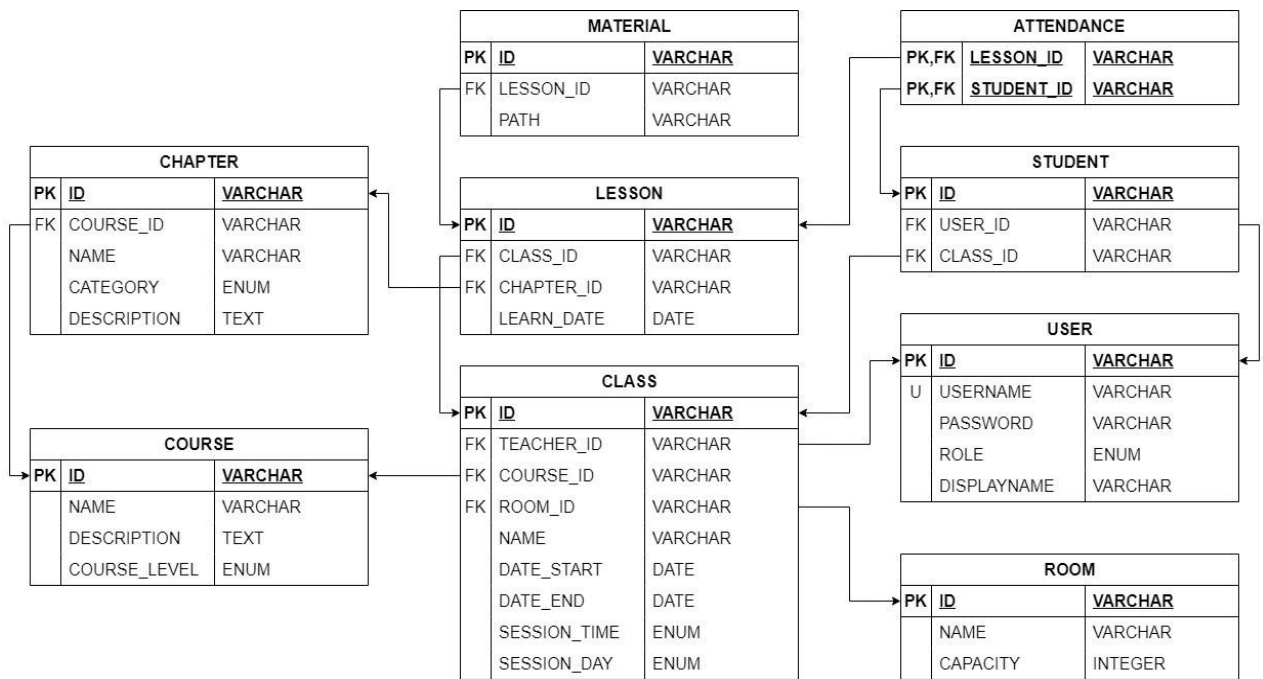 MATERIAL
PK ID VARCHAR
FK LESSON_ID VARCHAR
PATH VARCHAR
ATTENDANCE
PK,FK LESSON_ID VARCHAR
PK,FK STUDENT_ID VARCHAR
CHAPTER
PK ID VARCHAR
FK COURSE_ID VARCHAR
NAME VARCHAR
CATEGORY ENUM
DESCRIPTION TEXT
LESSON
PK ID VARCHAR
FK CLASS_ID VARCHAR
FK CHAPTER_ID VARCHAR
LEARN_DATE DATE
STUDENT
PK ID VARCHAR
FK USER_ID VARCHAR
FK CLASS_ID VARCHAR
USER
PK ID VARCHAR
U USERNAME VARCHAR
PASSWORD VARCHAR
ROLE ENUM
DISPLAYNAME VARCHAR
COURSE
PK ID VARCHAR
NAME VARCHAR
DESCRIPTION TEXT
COURSE_LEVEL ENUM
CLASS
PK ID VARCHAR
FK TEACHER_ID VARCHAR
FK COURSE_ID VARCHAR
FK ROOM_ID VARCHAR
NAME VARCHAR
DATE_START DATE
DATE_END DATE
SESSION_TIME ENUM
SESSION_DAY ENUM
ROOM
PK ID VARCHAR
NAME VARCHAR
CAPACITY INTEGER